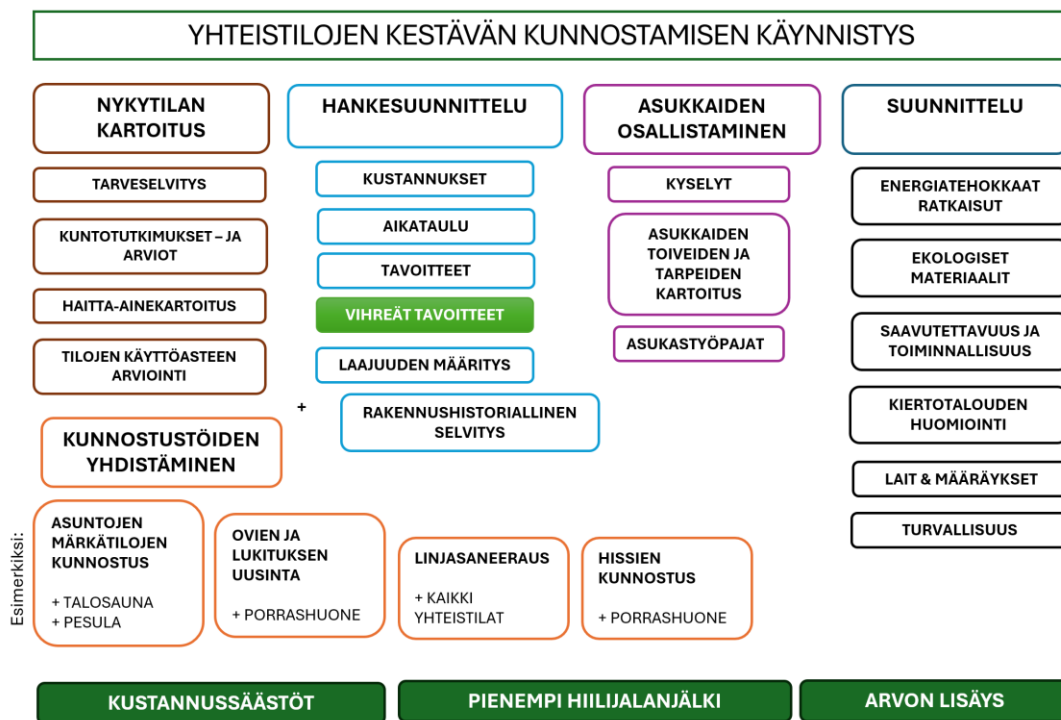 YHTEISTILOJEN KESTÄVÄN KUNNOSTAMISEN KÄYNNISTYS
NYKYTILAN
KARTOITUS
TARVESELVITYS
KUNTOTUTKIMUKSET – JA
ARVIOT
HAITTA-AINEKARTOITUS
TILOJEN KÄYTTÖASTEEN
ARVIOINTI
HANKESUUNNITTELU
KUSTANNUKSET
AIKATAULU
TAVOITTEET
VIHREÄT TAVOITTEET
LAAJUUDEN MÄÄRITYS
+
RAKENNUSHISTORIALLINEN
SELVITYS
ASUKKAIDEN
OSALLISTAMINEN
KYSELYT
ASUKKAIDEN
TOIVEIDEN JA
TARPEIDEN
KARTOITUS
ASUKASTYÖPAJAT
SUUNNITTELU
ENERGIATEHOKKAAT
RATKAISUT
EKOLOGISET
MATERIAALIT
SAAVUTETTAVUUS JA
TOIMINNALLISUUS
KIERTOTALOUDEN
HUOMIOINTI
LAIT & MÄÄRÄYKSET
TURVALLISUUS
KUNNOSTUSTÖIDEN
YHDISTÄMINEN
Esimerkiksi:
ASUNTOJEN
MÄRKÄTILOJEN
KUNNOSTUS
+ TALOSAUNA
+ PESULA
OVIEN JA
LUKITUKSEN
UUSINTA
+ PORRASHUONE
LINJASANEERAUS
+ KAIKKI
YHTEISTILAT
HISSIEN
KUNNOSTUS
+ PORRASHUONE
KUSTANNUSSÄÄSTÖT
PIENEMPI HIILIJALANJÄLKI
ARVON LISÄYS